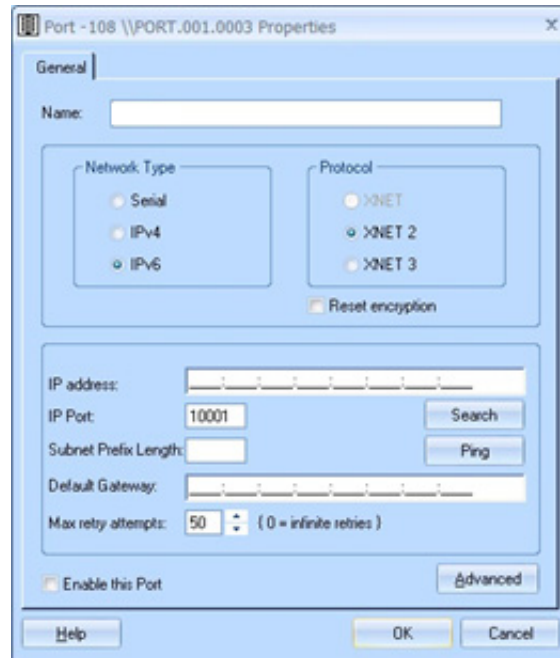 Port -108 \\PORT.001.0003 Properties
General
Name:
Network Type
Serial
IPv4
IPv6
Protocol
XNET
XNET 2
XNET 3
Reset encryption
IP address:
IP Port: 10001 Search
Subnet Prefix Length: Ping
Default Gateway:
Max retry attempts: 50 ( 0 = infinite retries )
Enable this Port Advanced
Help OK Cancel